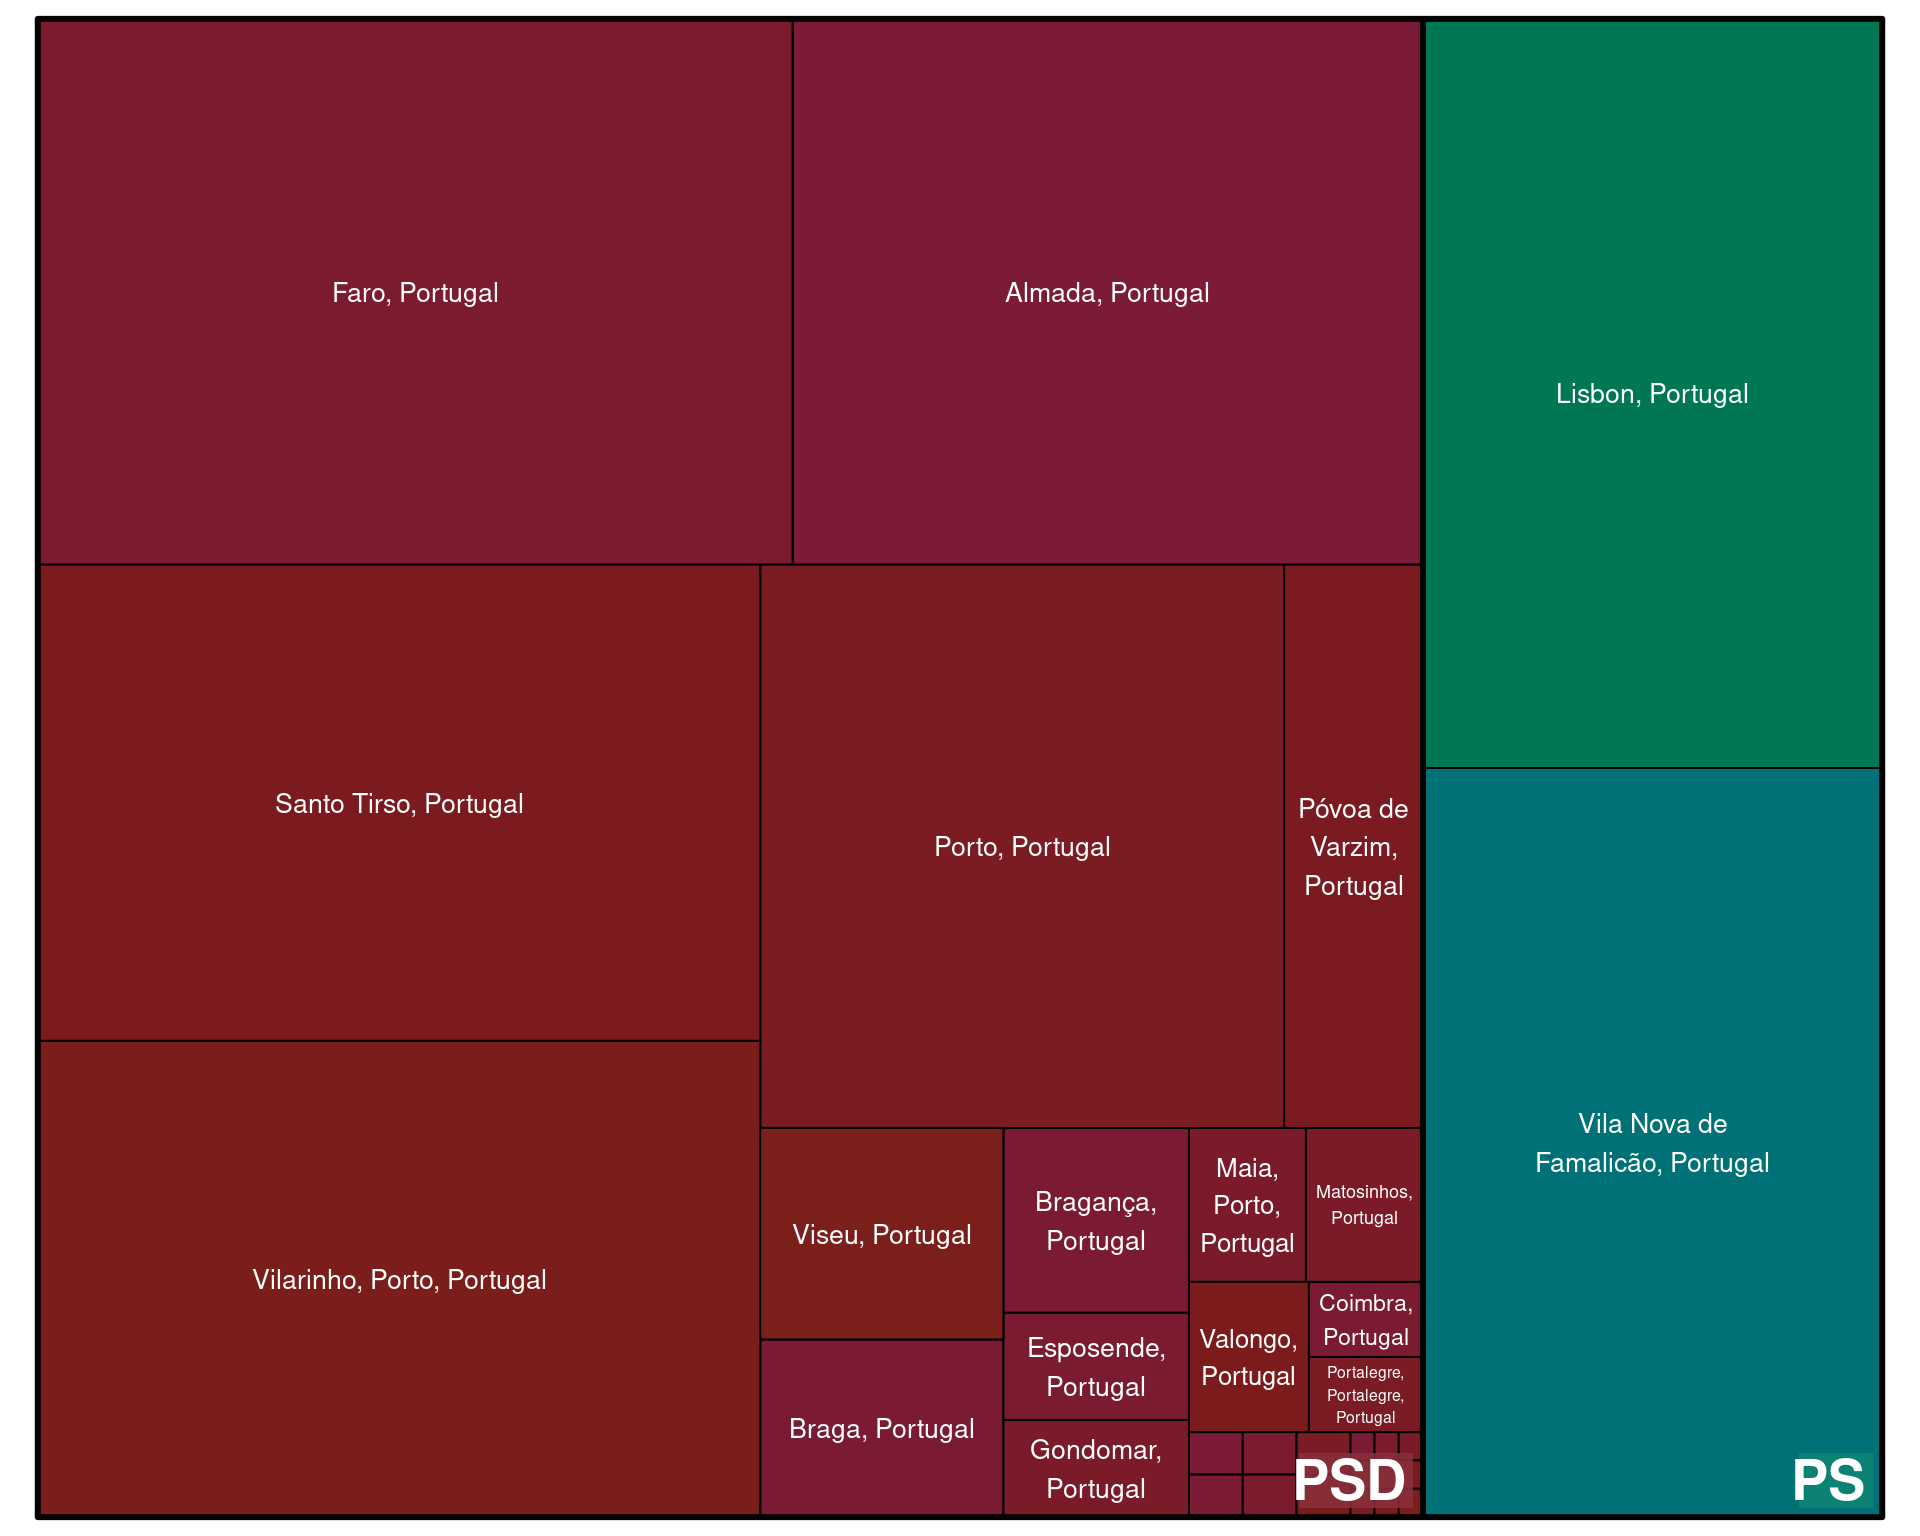 Faro, Portugal
Almada, Portugal
Lisbon, Portugal
Santo Tirso, Portugal
Porto, Portugal
Póvoa de
Varzim,
Portugal
Vilarinho, Porto, Portugal
Viseu, Portugal
Braga, Portugal
Bragança,
Portugal
Esposende,
Portugal
Gondomar,
Portugal
Maia,
Porto,
Portugal
Matosinhos,
Portugal
Valongo,
Portugal
Coimbra,
Portugal
Portalegre,
Portalegre,
Portugal
PSD
Vila Nova de
Famalicão, Portugal
PS